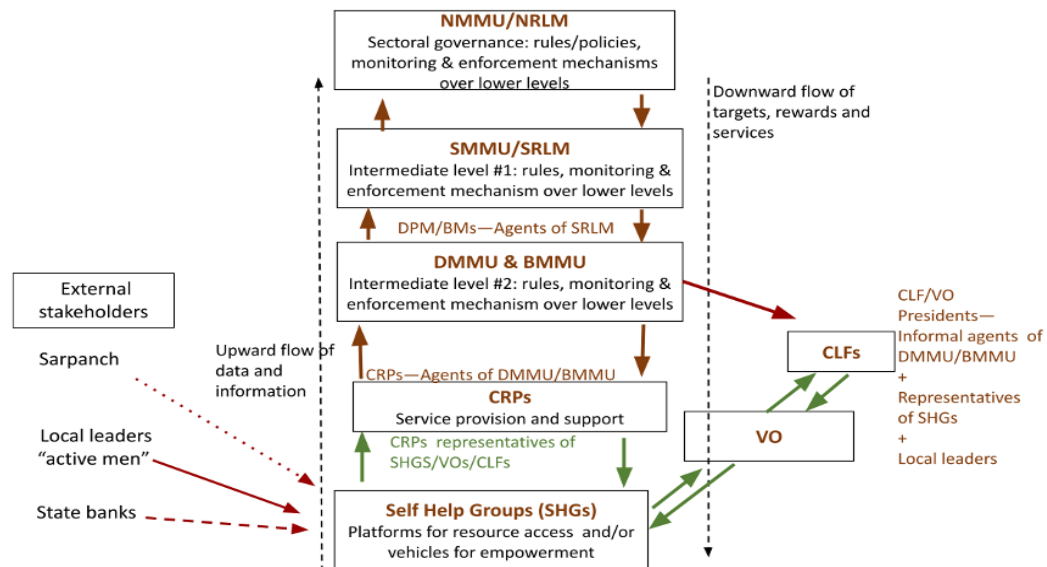 NMMU/NRLM
Sectoral governance: rules/policies,
monitoring & enforcement mechanisms
over lower levels
Downward flow of
targets, rewards and
services
SMMU/SRLM
Intermediate level #1: rules, monitoring &
enforcement mechanism over lower levels
DPM/BMs—Agents of SRLM
DMMU & BMMU
Intermediate level #2: rules, monitoring &
enforcement mechanism over lower levels
External
stakeholders
Sarpanch
Local leaders
“active men”
State banks
Upward flow of
data and
information
CRPs—Agents of DMMU/BMMU
CRPs
Service provision and support
CRPs representatives of
SHGS/VOs/CLFs
Self Help Groups (SHGs)
Platforms for resource access and/or
vehicles for empowerment
CLFs
VO
CLF/VO
Presidents—
Informal agents of
DMMU/BMMU
+
Representatives
of SHGs
+
Local leaders